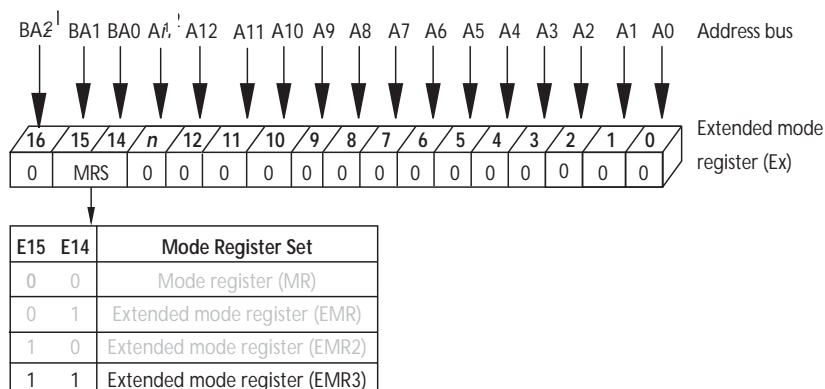 BA2 BA1 BA0 An A12 A11 A10 A9 A8 A7 A6 A5 A4 A3 A2 A1 A0 Address bus
16 15 14 n 12 11 10 9 8 7 6 5 4 3 2 1 0 Extended mode
register (Ex)
0 MRS 0 0 0 0 0 0 0 0 0 0 0 0 0 0
E15 E14 Mode Register Set
0 0 Mode register (MR)
0 1 Extended mode register (EMR)
1 0 Extended mode register (EMR2)
1 1 Extended mode register (EMR3)